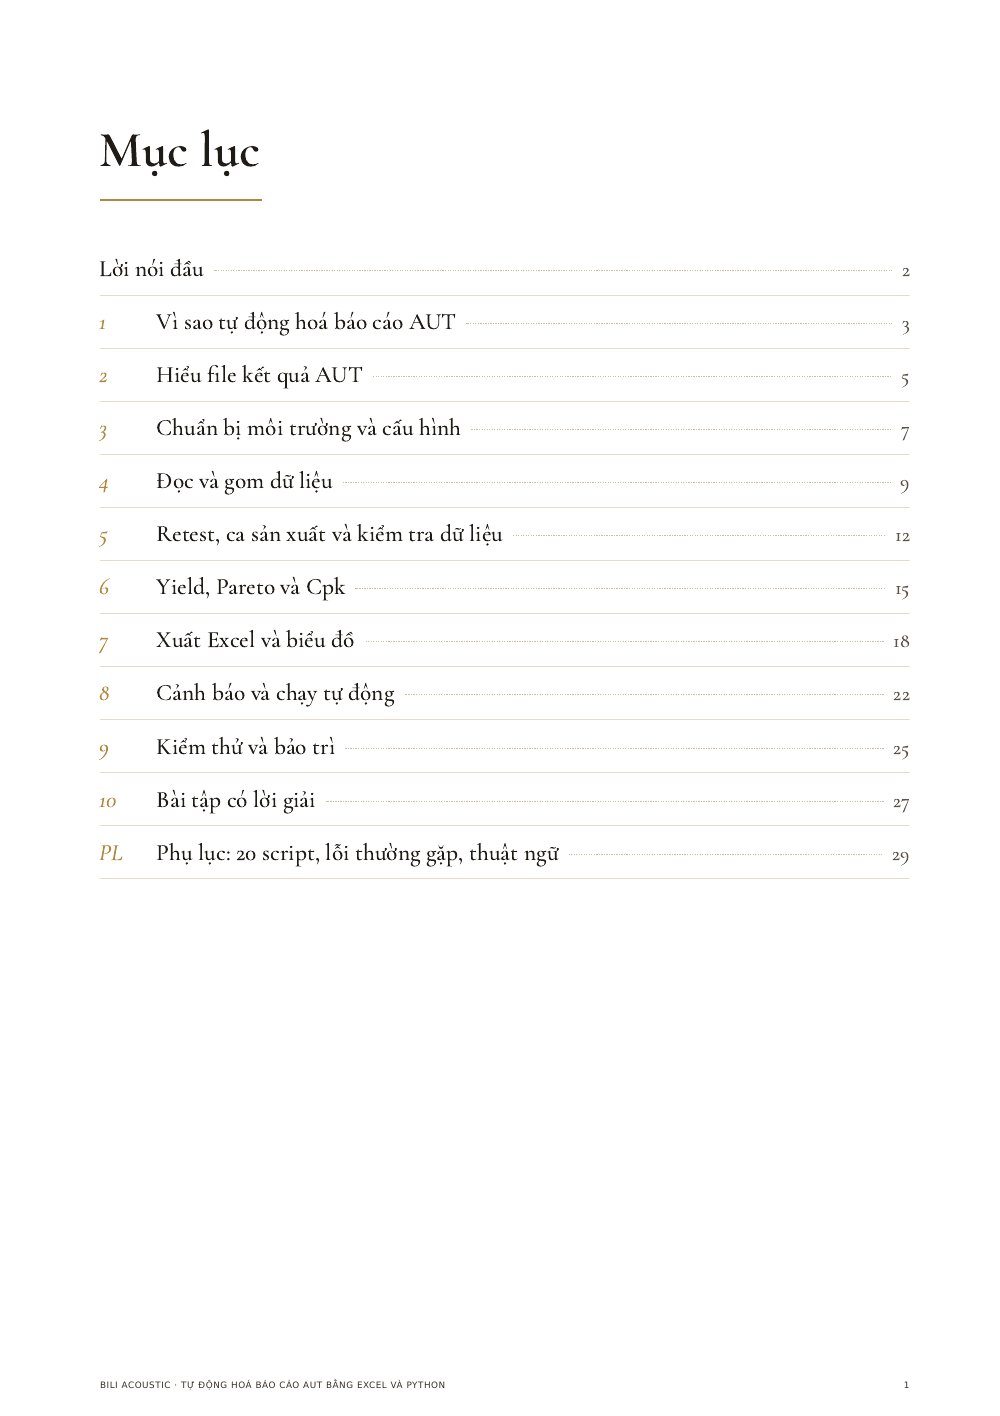 Mục lục
Lời nói đầu 2
1 Vì sao tự động hoá báo cáo AUT 3
2 Hiểu file kết quả AUT 5
3 Chuẩn bị môi trường và cấu hình 7
4 Đọc và gom dữ liệu 9
5 Retest, ca sản xuất và kiểm tra dữ liệu 12
6 Yield, Pareto và Cpk 15
7 Xuất Excel và biểu đồ 18
8 Cảnh báo và chạy tự động 22
9 Kiểm thử và bảo trì 25
10 Bài tập có lời giải 27
PL Phụ lục: 20 script, lỗi thường gặp, thuật ngữ 29
BILI ACOUSTIC · TỰ ĐỘNG HOÁ BÁO CÁO AUT BẰNG EXCEL VÀ PYTHON 1